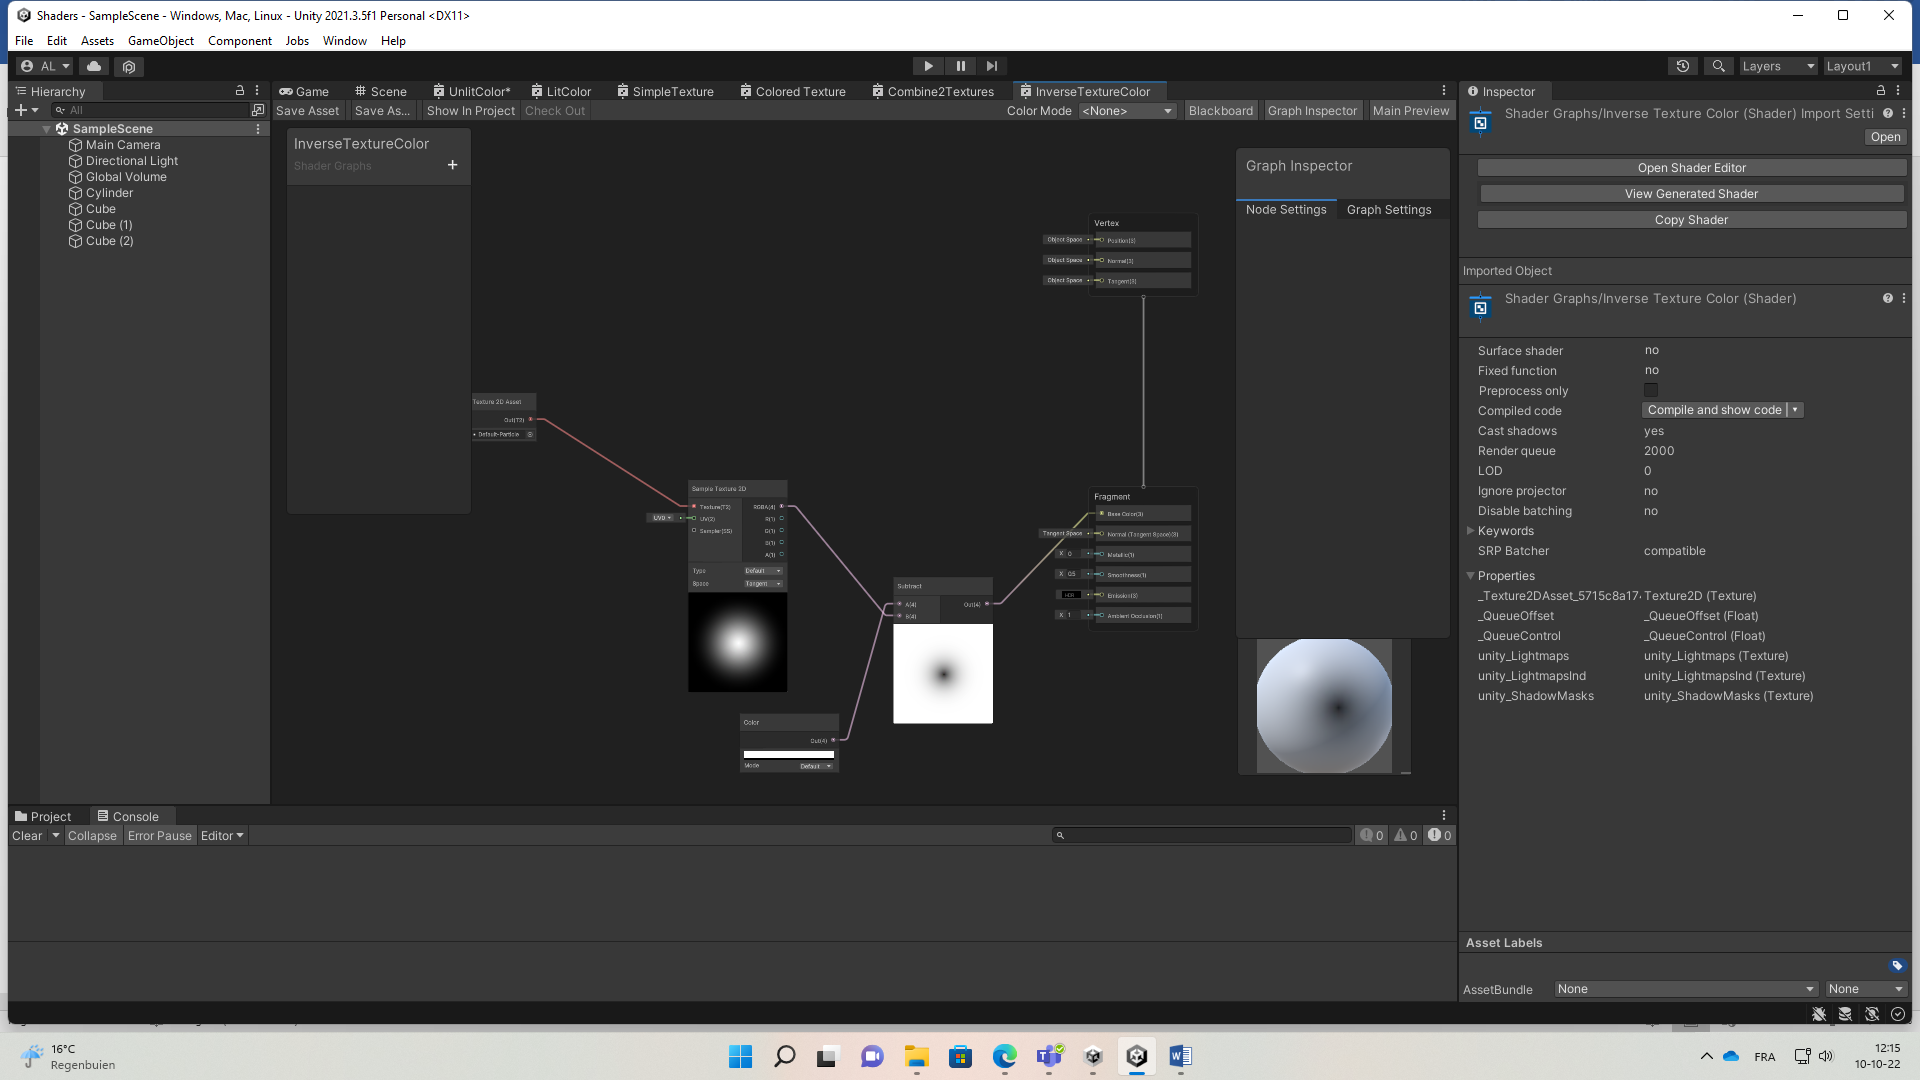 Shaders - SampleScene - Windows, Mac, Linux - Unity 2021.3.5f1 Personal <DX11>
File Edit Assets GameObject Component Jobs Window Help
AL
Layers Layout1
Hierarchy
All
SampleScene
Main Camera
Directional Light
Global Volume
Cylinder
Cube
Cube (1)
Cube (2)
Game Scene UnlitColor* LitColor SimpleTexture Colored Texture Combine2Textures InverseTextureColor
Save Asset Save As... Show In Project Check Out Color Mode <None> Blackboard Graph Inspector Main Preview
InverseTextureColor
Shader Graphs
Texture 2D Asset
Out(T2)
Default-Particle
Sample Texture 2D
Texture(T2) RGBA(4)
UV0 UV(2) R(1)
Sampler(SS) G(1)
B(1)
A(1)
Type Default
Space Tangent
Color
Out(4)
Mode Default
Subtract
A(4) Out(4)
B(4)
Vertex
Object Space Position(3)
Object Space Normal(3)
Object Space Tangent(3)
Fragment
Base Color(3)
Tangent Space Normal (Tangent Space)(3)
X 0 Metallic(1)
X 0.5 Smoothness(1)
HDR Emission(3)
X 1 Ambient Occlusion(1)
Graph Inspector
Node Settings Graph Settings
Project Console
Clear Collapse Error Pause Editor
0 0 0
Inspector
Shader Graphs/Inverse Texture Color (Shader) Import Setti
Open
Open Shader Editor
View Generated Shader
Copy Shader
Imported Object
Shader Graphs/Inverse Texture Color (Shader)
Surface shader no
Fixed function no
Preprocess only
Compiled code Compile and show code
Cast shadows yes
Render queue 2000
LOD 0
Ignore projector no
Disable batching no
Keywords
SRP Batcher compatible
Properties
_Texture2DAsset_5715c8a17 Texture2D (Texture)
_QueueOffset _QueueOffset (Float)
_QueueControl _QueueControl (Float)
unity_Lightmaps unity_Lightmaps (Texture)
unity_LightmapsInd unity_LightmapsInd (Texture)
unity_ShadowMasks unity_ShadowMasks (Texture)
Asset Labels
AssetBundle None None
16°C
Regenbuien
FRA
12:15
10-10-22